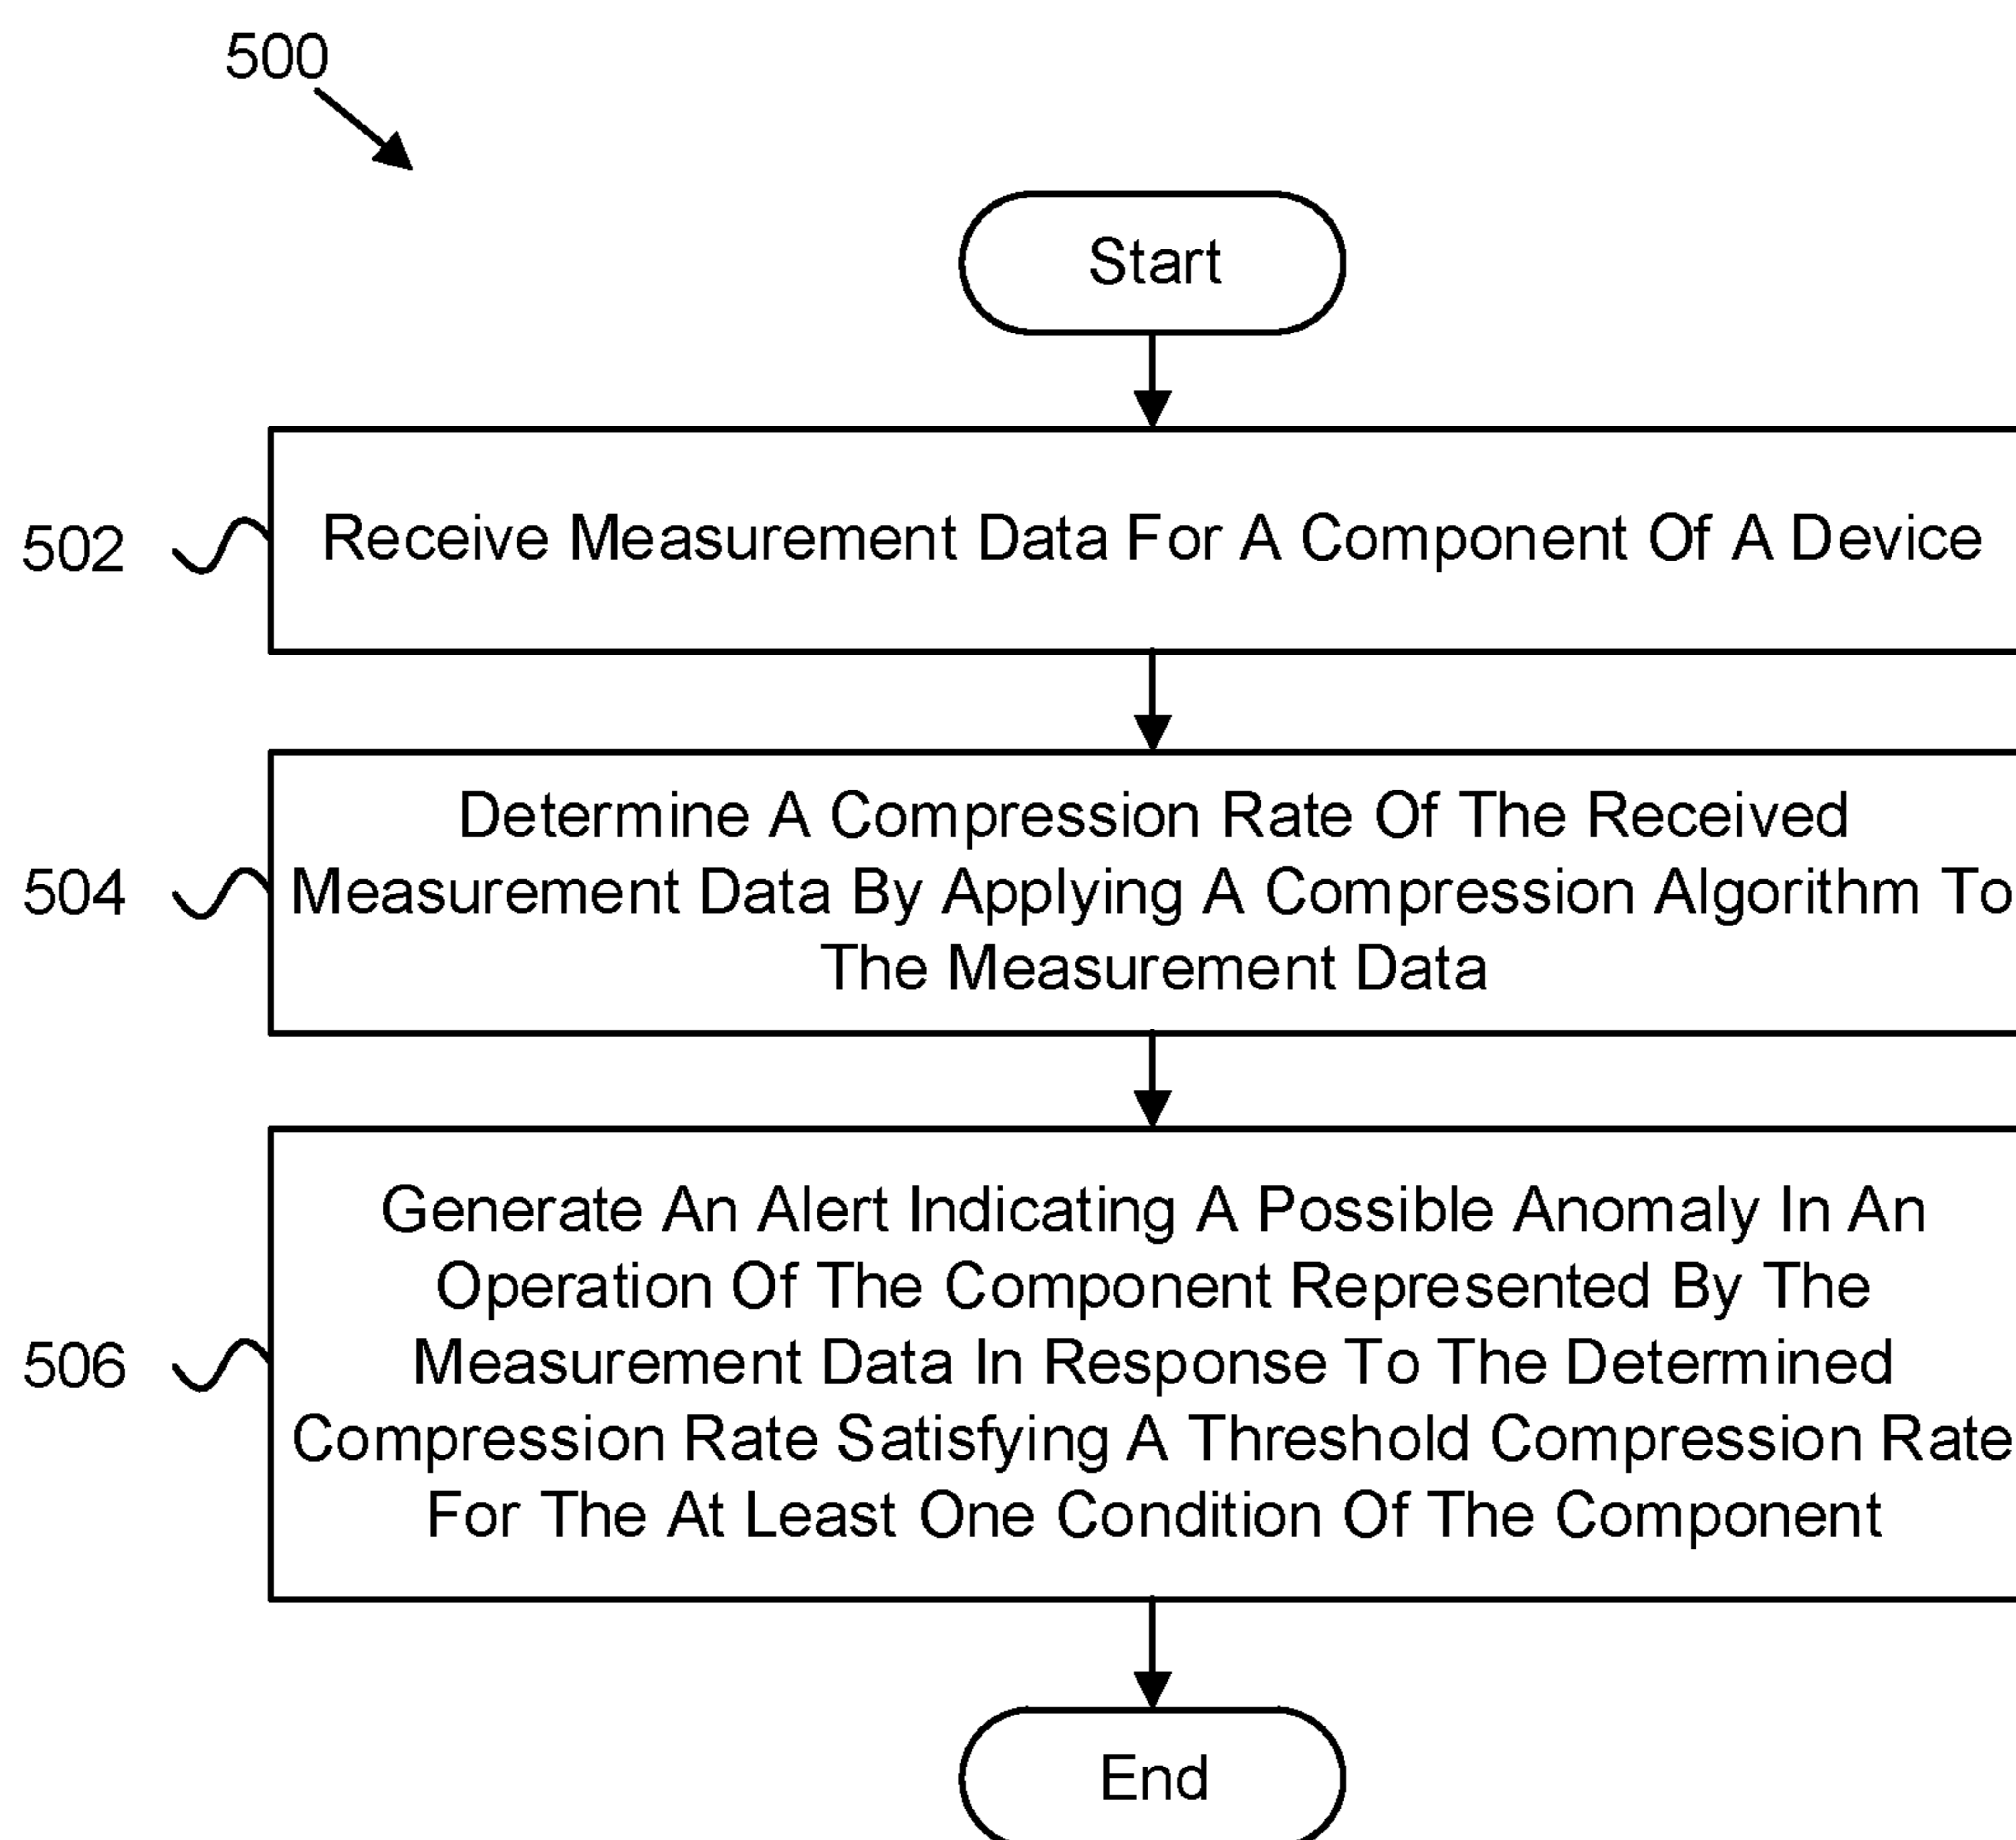 500
Start
502
Receive Measurement Data For A Component Of A Device
504
Determine A Compression Rate Of The Received
Measurement Data By Applying A Compression Algorithm To
The Measurement Data
506
Generate An Alert Indicating A Possible Anomaly In An
Operation Of The Component Represented By The
Measurement Data In Response To The Determined
Compression Rate Satisfying A Threshold Compression Rate
For The At Least One Condition Of The Component
End